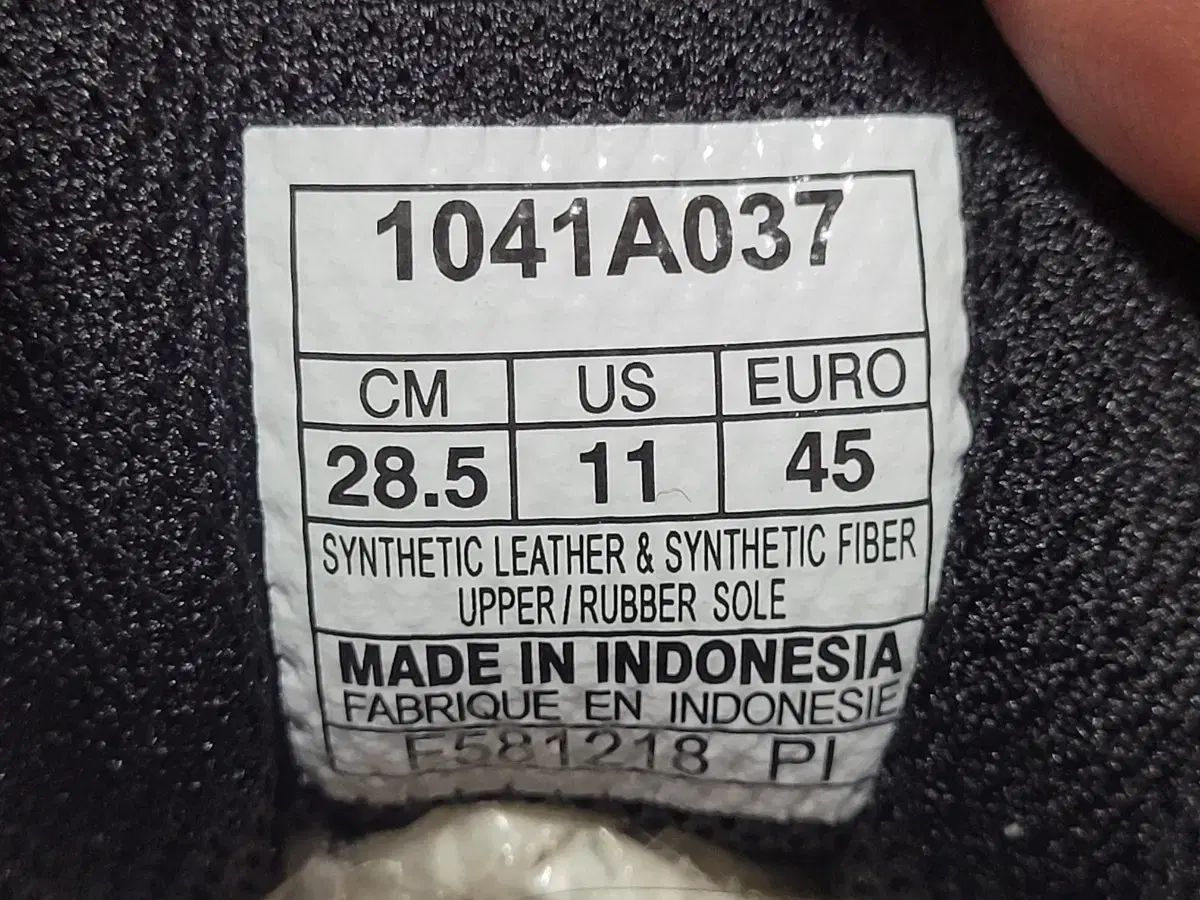 1041A037
CM US EURO
28.5 11 45
SYNTHETIC LEATHER & SYNTHETIC FIBER
UPPER / RUBBER SOLE
MADE IN INDONESIA
FABRIQUE EN INDONESIE
F581218 PI